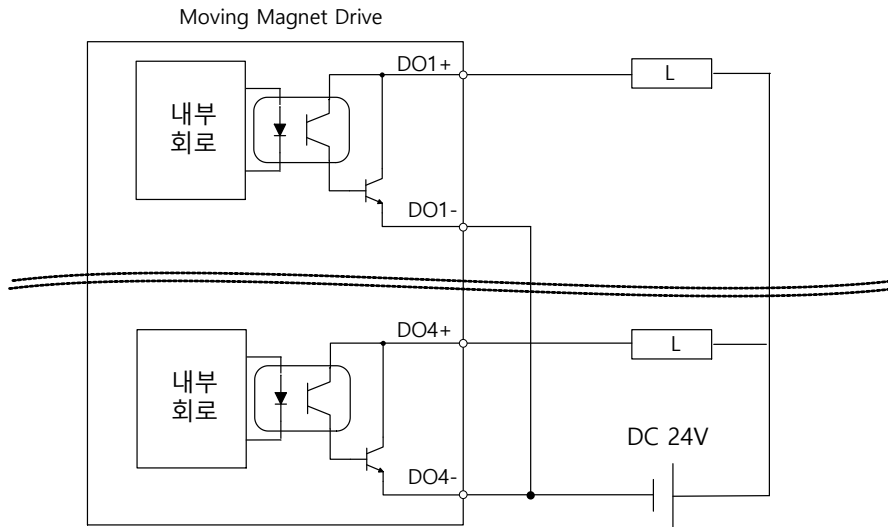 Moving Magnet Drive
DO1+
L
내부
회로
DO1-
DO4+
L
내부
회로
DC 24V
DO4-